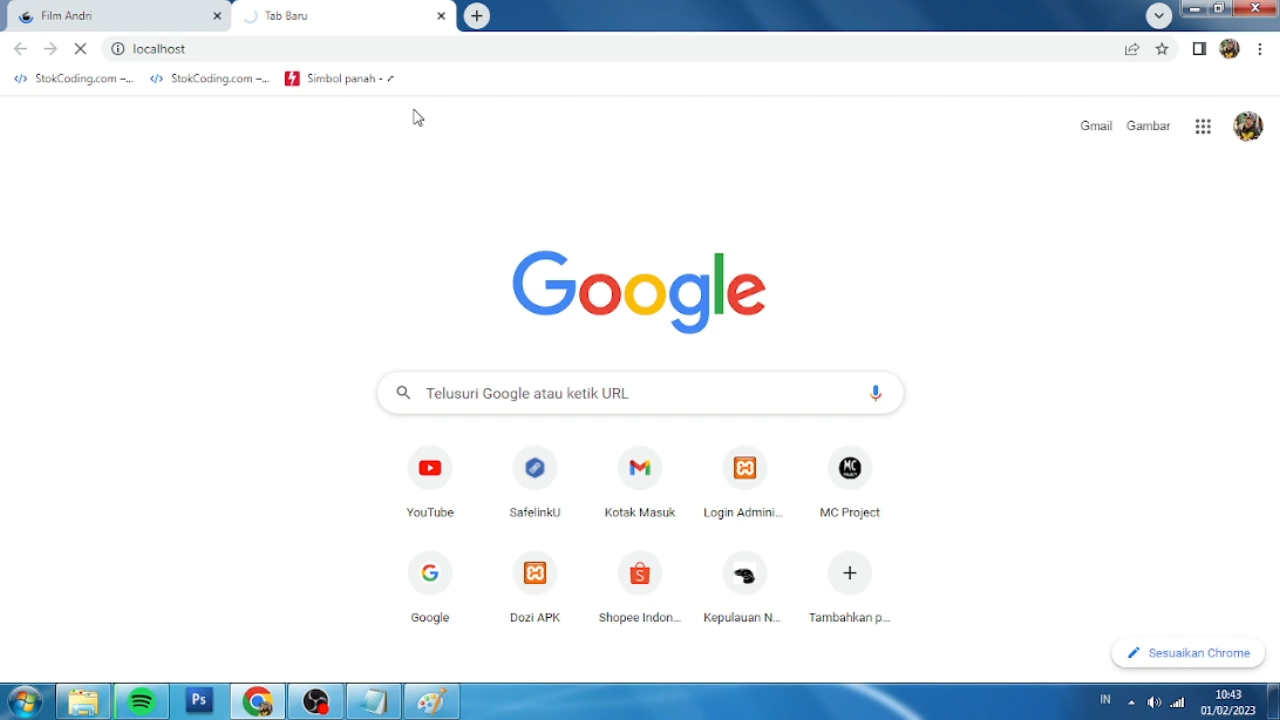 Film Andri
Tab Baru
localhost
StokCoding.com –...
StokCoding.com –...
Simbol panah - ↗
Gmail
Gambar
Google
Telusuri Google atau ketik URL
YouTube
SafelinkU
Kotak Masuk
Login Admini...
MC Project
Google
Dozi APK
Shopee Indon...
Kepulauan N...
Tambahkan p...
Sesuaikan Chrome
Ps
IN
10:43
01/02/2023